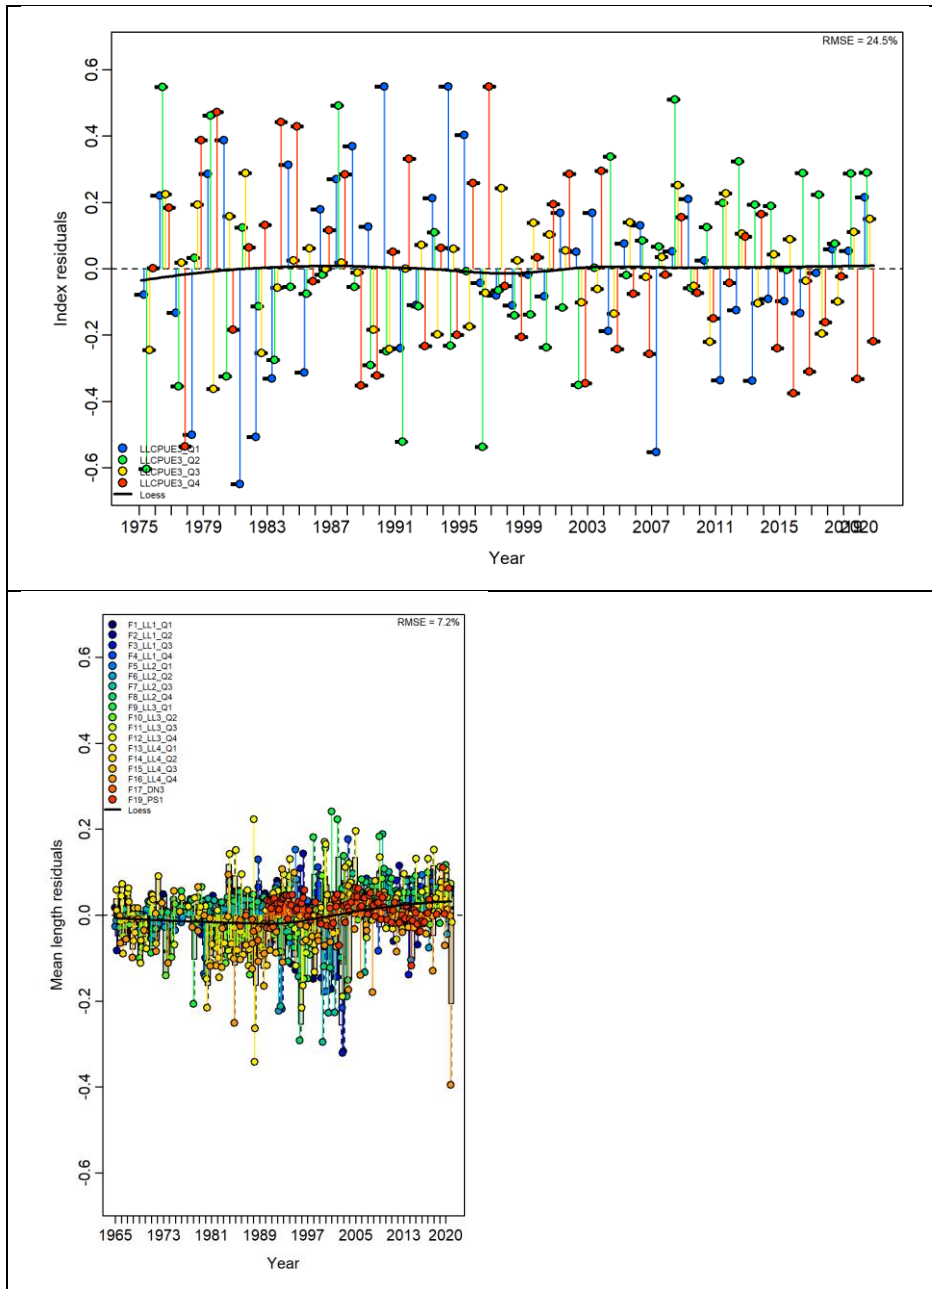 RMSE = 24.5%
0.6
0.4
0.2
0.0
-0.2
-0.4
-0.6
Index residuals
LLCPUE3_Q1
LLCPUE3_Q2
LLCPUE3_Q3
LLCPUE3_Q4
Loess
1975 1979 1983 1987 1991 1995 1999 2003 2007 2011 2015 2019 2020
Year
RMSE = 7.2%
F1_LL1_Q1
F2_LL1_Q2
F3_LL1_Q3
F4_LL1_Q4
F5_LL2_Q1
F6_LL2_Q2
F7_LL2_Q3
F8_LL2_Q4
F9_LL3_Q1
F10_LL3_Q2
F11_LL3_Q3
F12_LL3_Q4
F13_LL4_Q1
F14_LL4_Q2
F15_LL4_Q3
F16_LL4_Q4
F17_DN3
F19_PS1
Loess
0.6
0.4
0.2
0.0
-0.2
-0.4
-0.6
Mean length residuals
1965 1973 1981 1989 1997 2005 2013 2020
Year